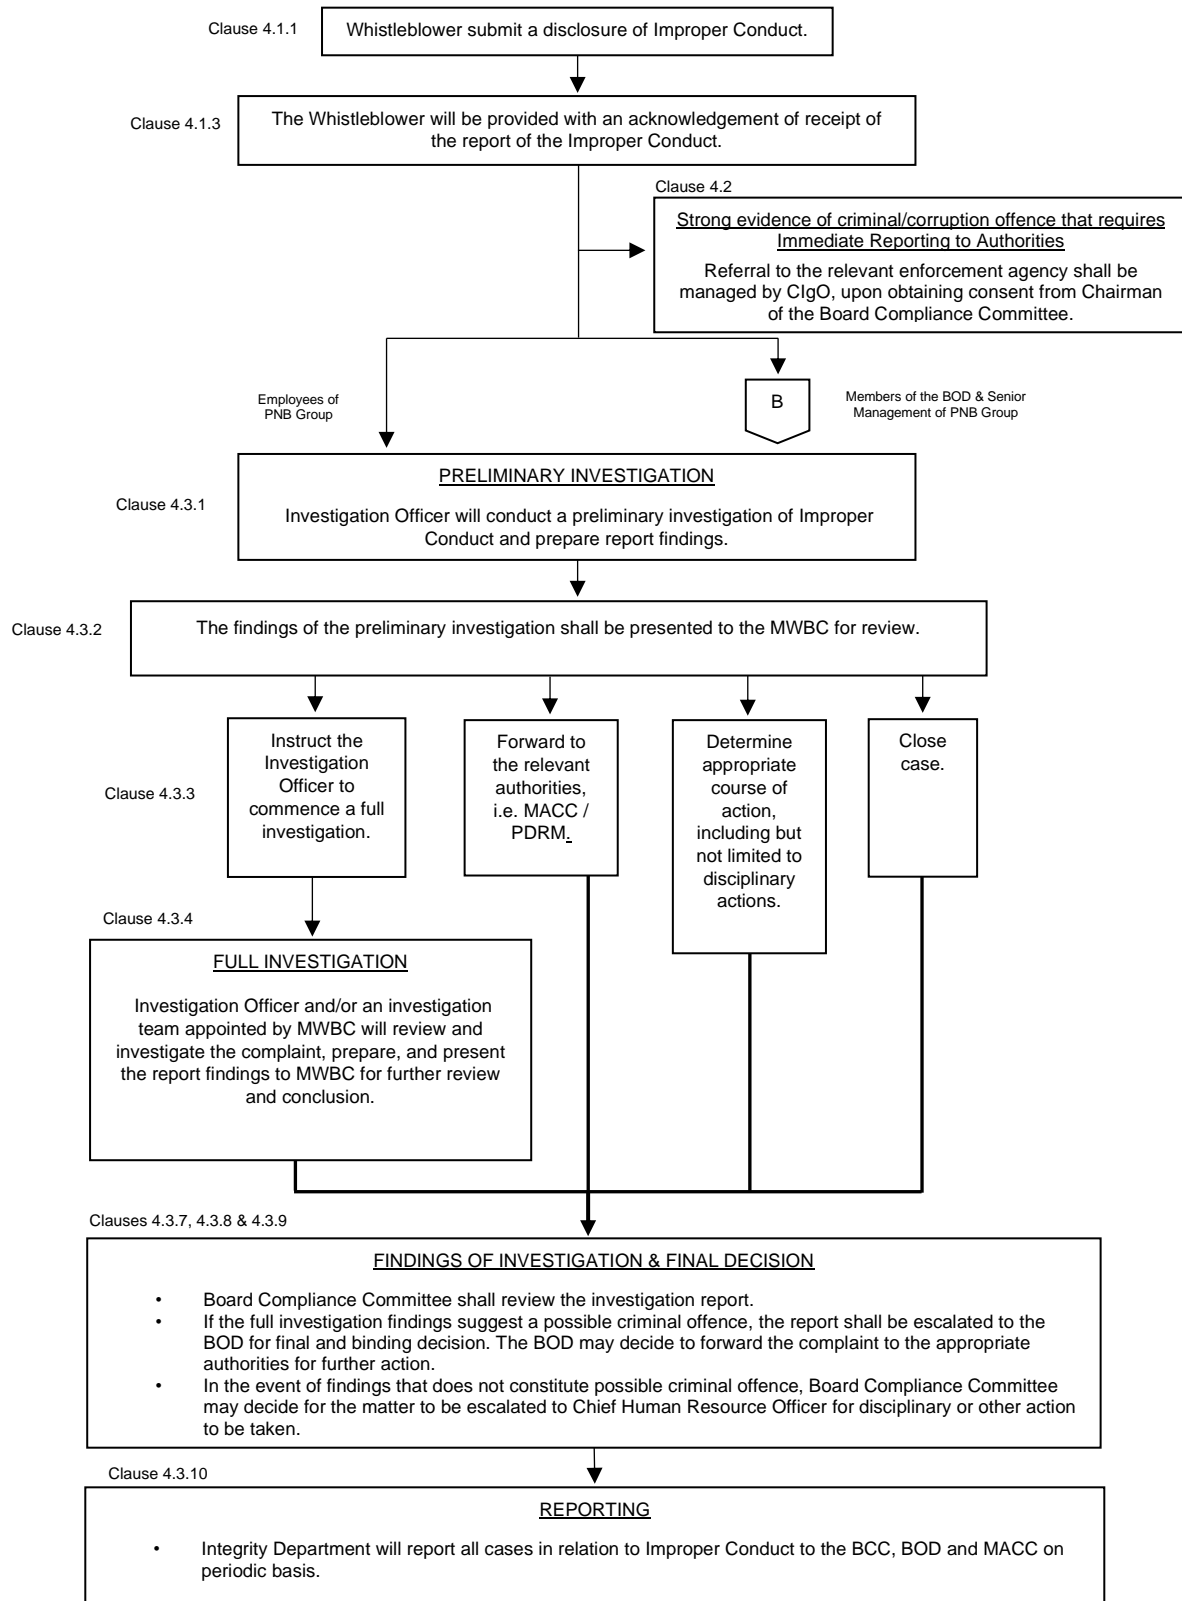 Clause 4.1.1
Whistleblower submit a disclosure of Improper Conduct.
Clause 4.1.3
The Whistleblower will be provided with an acknowledgement of receipt of
the report of the Improper Conduct.
Clause 4.2
Strong evidence of criminal/corruption offence that requires
Immediate Reporting to Authorities
Referral to the relevant enforcement agency shall be
managed by CIgO, upon obtaining consent from Chairman
of the Board Compliance Committee.
Employees of
PNB Group
B
Members of the BOD & Senior
Management of PNB Group
Clause 4.3.1
PRELIMINARY INVESTIGATION
Investigation Officer will conduct a preliminary investigation of Improper
Conduct and prepare report findings.
Clause 4.3.2
The findings of the preliminary investigation shall be presented to the MWBC for review.
Clause 4.3.3
Instruct the
Investigation
Officer to
commence a full
investigation.
Forward to
the relevant
authorities,
i.e. MACC /
PDRM.
Determine
appropriate
course of
action,
including but
not limited to
disciplinary
actions.
Close
case.
Clause 4.3.4
FULL INVESTIGATION
Investigation Officer and/or an investigation
team appointed by MWBC will review and
investigate the complaint, prepare, and present
the report findings to MWBC for further review
and conclusion.
Clauses 4.3.7, 4.3.8 & 4.3.9
FINDINGS OF INVESTIGATION & FINAL DECISION
• Board Compliance Committee shall review the investigation report.
• If the full investigation findings suggest a possible criminal offence, the report shall be escalated to the
BOD for final and binding decision. The BOD may decide to forward the complaint to the appropriate
authorities for further action.
• In the event of findings that does not constitute possible criminal offence, Board Compliance Committee
may decide for the matter to be escalated to Chief Human Resource Officer for disciplinary or other action
to be taken.
Clause 4.3.10
REPORTING
• Integrity Department will report all cases in relation to Improper Conduct to the BCC, BOD and MACC on
periodic basis.